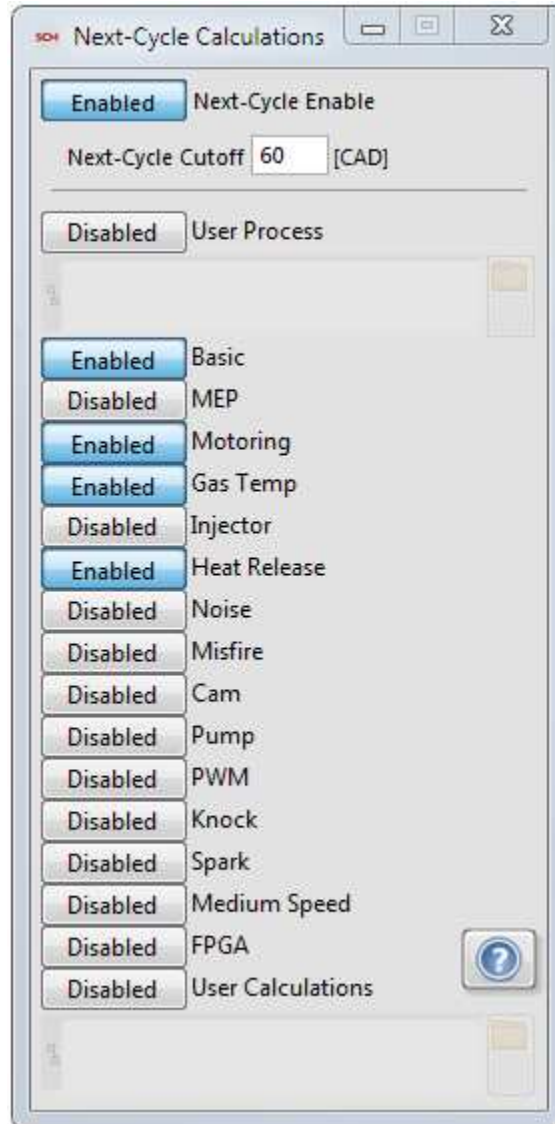 SCM Next-Cycle Calculations
Enabled Next-Cycle Enable
Next-Cycle Cutoff 60 [CAD]
Disabled User Process
Enabled Basic
Disabled MEP
Enabled Motoring
Enabled Gas Temp
Disabled Injector
Enabled Heat Release
Disabled Noise
Disabled Misfire
Disabled Cam
Disabled Pump
Disabled PWM
Disabled Knock
Disabled Spark
Disabled Medium Speed
Disabled FPGA
Disabled User Calculations